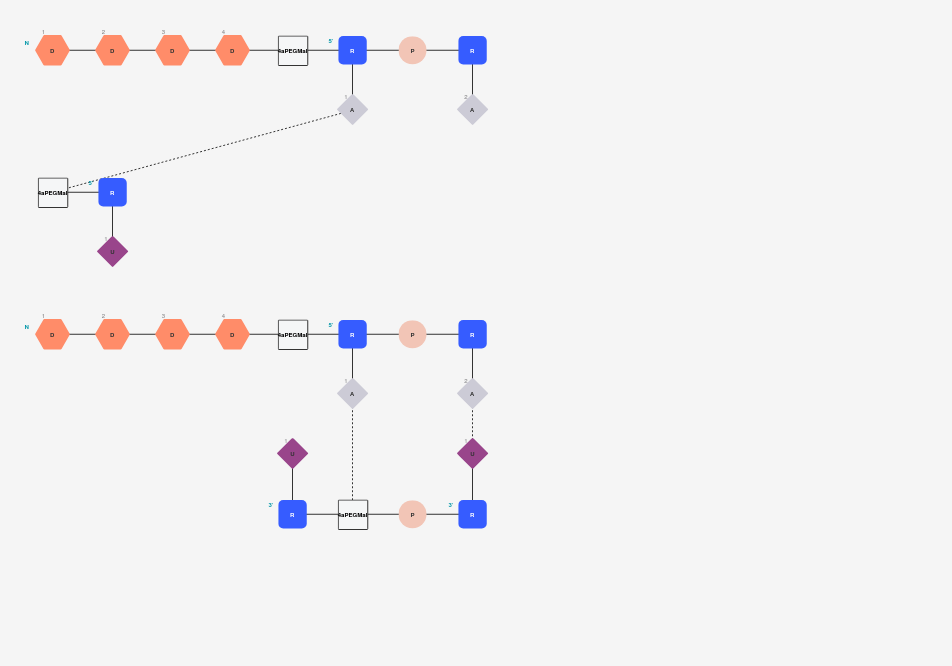 1 2 3 4
N D D D D 4aPEGMal 5' R P R
1 A 2 A
4aPEGMal 5' R
1 U
1 2 3 4
N D D D D 4aPEGMal 5' R P R
1 A 2 A
1 U 1 U
3' R 4aPEGMal P 3' R